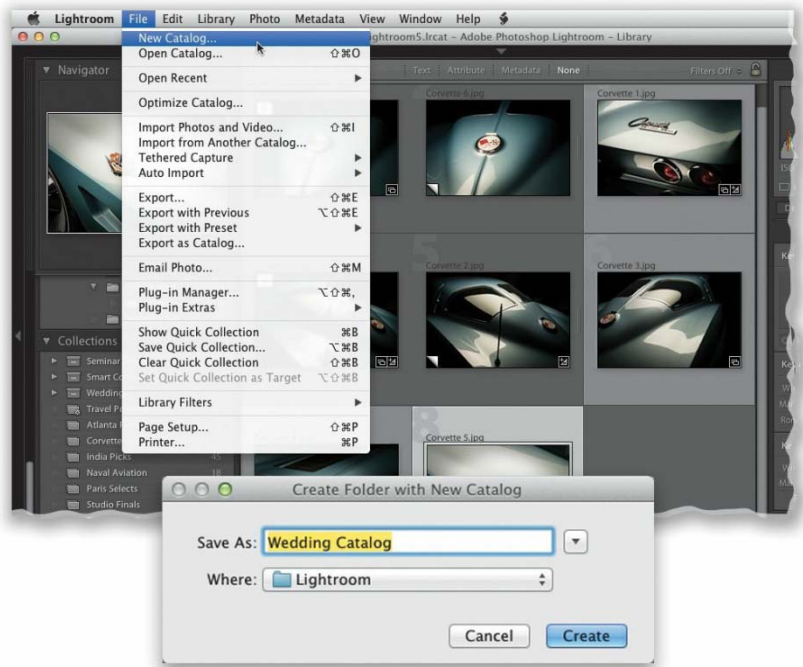 Lightroom File Edit Library Photo Metadata View Window Help
Lightroom5.lrcat – Adobe Photoshop Lightroom – Library
New Catalog...
Open Catalog... ⇧⌘O
Open Recent ▶
Optimize Catalog...
Import Photos and Video... ⇧⌘I
Import from Another Catalog...
Tethered Capture ▶
Auto Import ▶
Export... ⇧⌘E
Export with Previous ⌥⇧⌘E
Export with Preset ▶
Export as Catalog...
Email Photo... ⇧⌘M
Plug-in Manager... ⌥⇧⌘,
Plug-in Extras ▶
Show Quick Collection ⌘B
Save Quick Collection... ⌥⌘B
Clear Quick Collection ⇧⌘B
Set Quick Collection as Target ⌥⇧⌘B
Library Filters ▶
Page Setup... ⇧⌘P
Printer... ⌘P
Navigator
Text Attribute Metadata None Filters Off
Corvette-6.jpg
Corvette 1.jpg
5
Corvette 2.jpg
Corvette 3.jpg
8
Corvette 5.jpg
Collections
Seminar
Smart Co
Wedding
Travel Po
Atlanta
Corvette
India Picks 45
Naval Aviation 18
Paris Selects
Studio Finals
Create Folder with New Catalog
Save As: Wedding Catalog
Where: Lightroom
Cancel Create